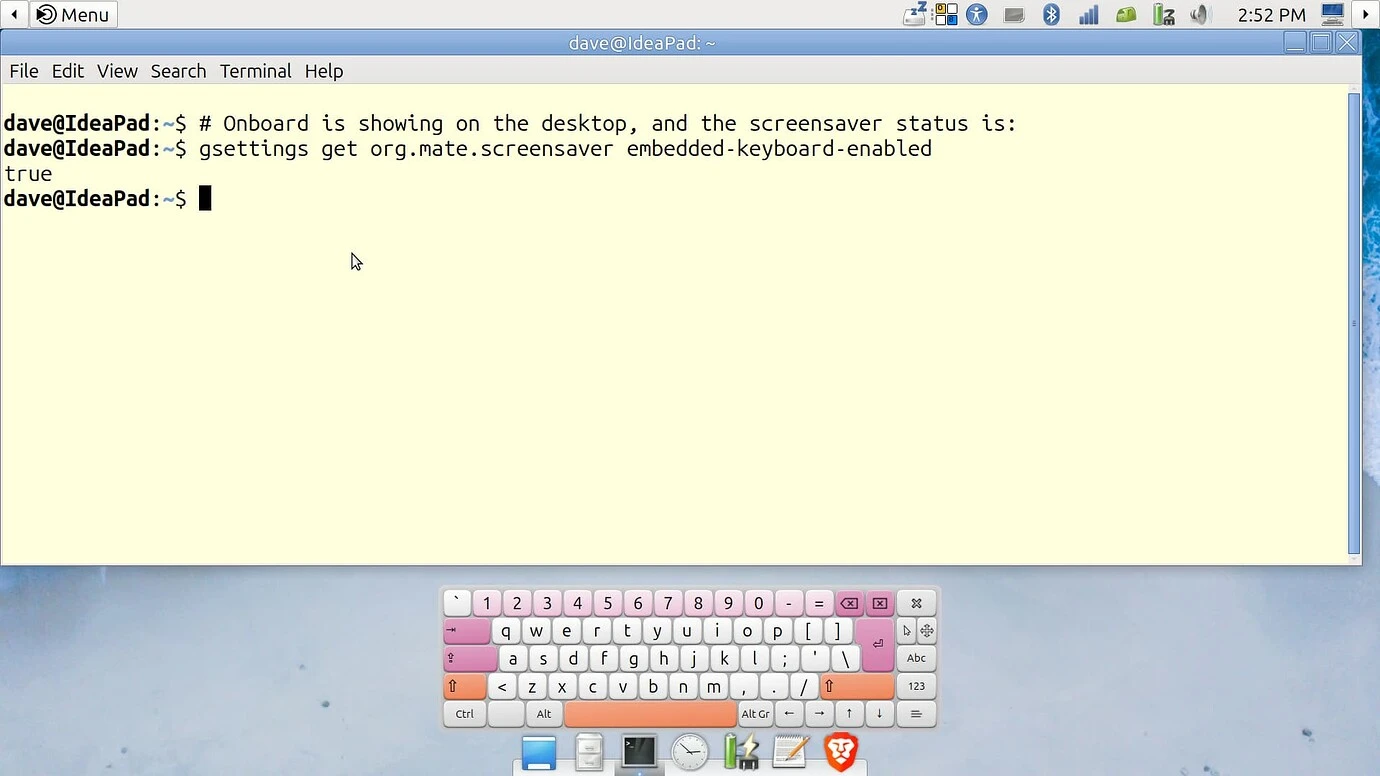 Menu
2:52 PM
dave@IdeaPad: ~
File Edit View Search Terminal Help
dave@IdeaPad:~$ # Onboard is showing on the desktop, and the screensaver status is:
dave@IdeaPad:~$ gsettings get org.mate.screensaver embedded-keyboard-enabled
true
dave@IdeaPad:~$
` 1 2 3 4 5 6 7 8 9 0 - =
q w e r t y u i o p [ ]
a s d f g h j k l ; ' \ Abc
< z x c v b n m , . / 123
Ctrl Alt Alt Gr ← → ↑ ↓